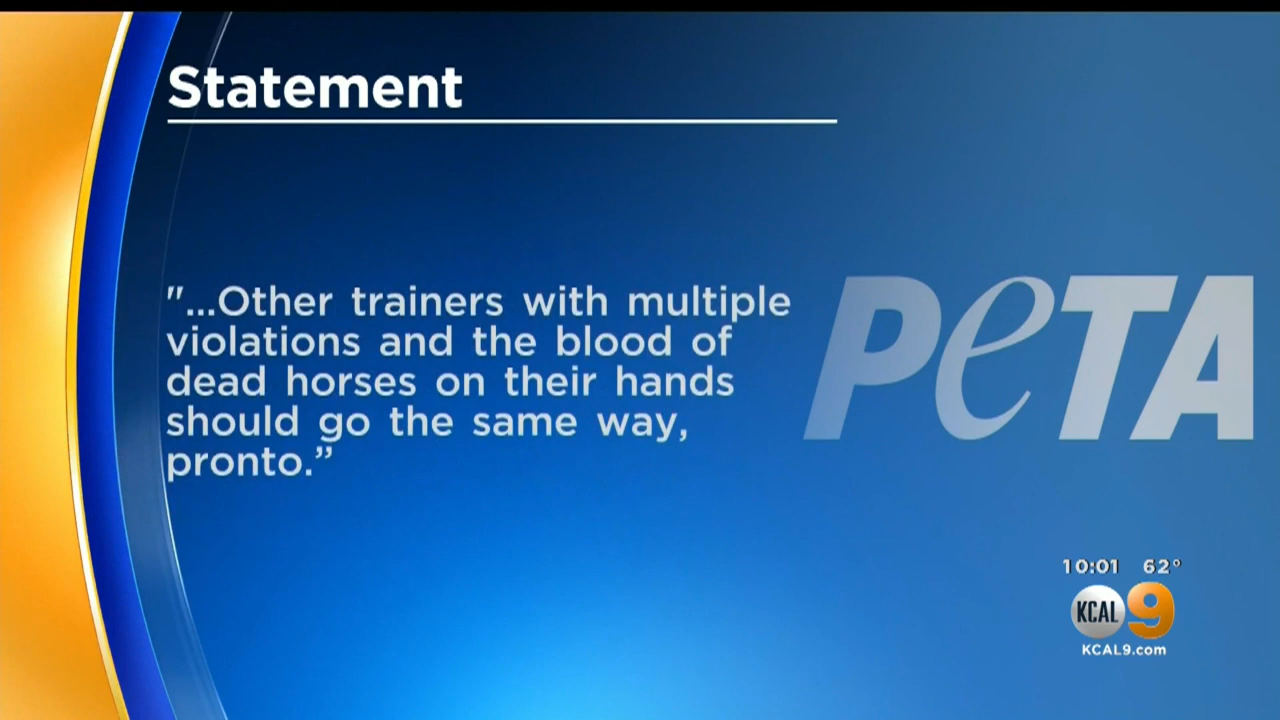 Statement
"...Other trainers with multiple
violations and the blood of
dead horses on their hands
should go the same way,
pronto.”
PeTA
10:01 62°
KCAL 9
KCAL9.com